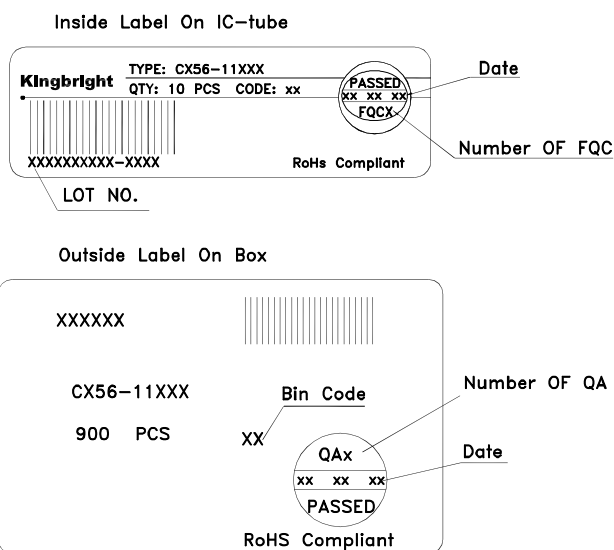 Inside Label On IC-tube
Kingbright
TYPE: CX56-11XXX
QTY: 10 PCS CODE: xx
PASSED
xx xx xx
FQCX
Date
Number OF FQC
XXXXXXXXXX-XXXX
RoHs Compliant
LOT NO.
Outside Label On Box
XXXXXX
CX56-11XXX
Bin Code
Number OF QA
900 PCS
XX
QAx
Date
xx xx xx
PASSED
RoHS Compliant